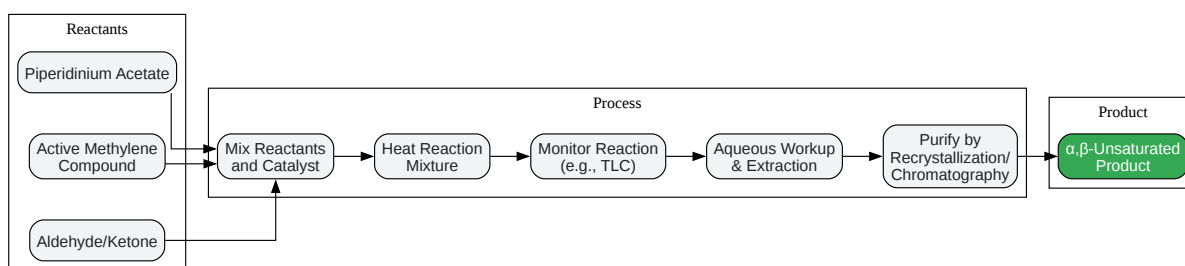 Reactants
Piperidinium Acetate
Active Methylene
Compound
Aldehyde/Ketone
Process
Mix Reactants
and Catalyst
Heat Reaction
Mixture
Monitor Reaction
(e.g., TLC)
Aqueous Workup
& Extraction
Purify by
Recrystallization/
Chromatography
Product
α,β-Unsaturated
Product